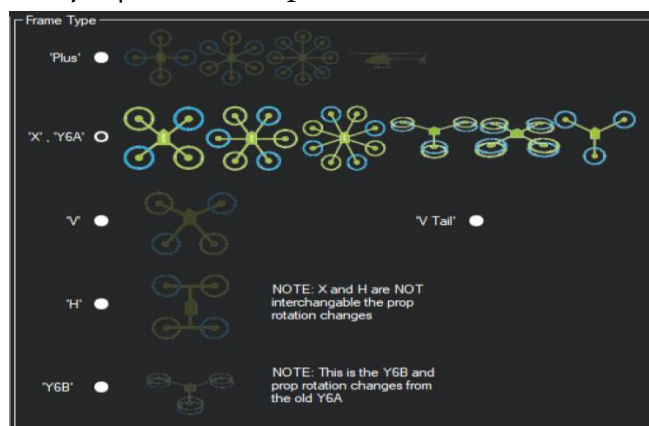 Frame Type
'Plus'
'X', 'Y6A'
'V'
'V Tail'
'H'
NOTE: X and H are NOT
interchangable the prop
rotation changes
'Y6B'
NOTE: This is the Y6B and
prop rotation changes from
the old Y6A